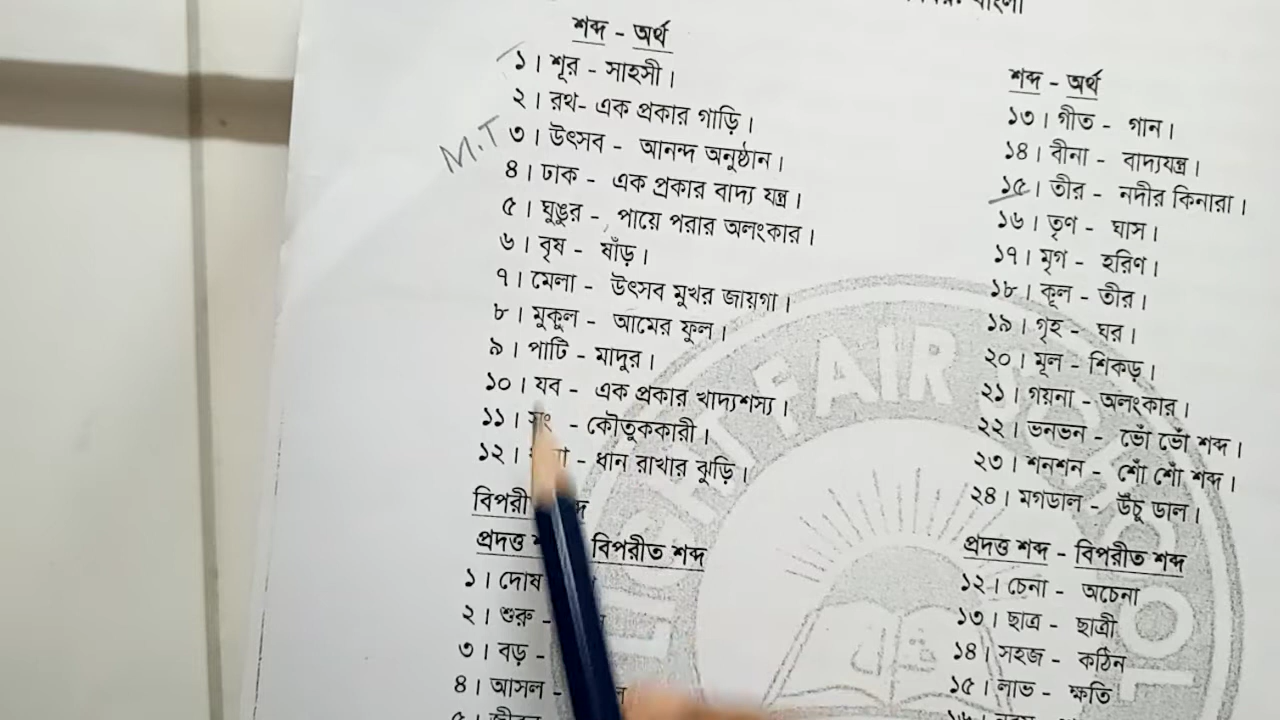 বাংলা
শব্দ - অর্থ
১। শূর - সাহসী।
২। রথ- এক প্রকার গাড়ি।
M.T
৩। উৎসব - আনন্দ অনুষ্ঠান।
৪। ঢাক - এক প্রকার বাদ্য যন্ত্র।
৫। ঘুঙুর - পায়ে পরার অলংকার।
৬। বৃষ - ষাঁড়।
৭। মেলা - উৎসব মুখর জায়গা।
৮। মুকুল - আমের ফুল।
৯। পাটি - মাদুর।
১০। যব - এক প্রকার খাদ্যশস্য।
১১। - কৌতুককারী।
১২। - ধান রাখার ঝুড়ি।
শব্দ - অর্থ
১৩। গীত - গান।
১৪। বীনা - বাদ্যযন্ত্র।
১৫। তীর - নদীর কিনারা।
১৬। তৃণ - ঘাস।
১৭। মৃগ - হরিণ।
১৮। কূল - তীর।
১৯। গৃহ - ঘর।
২০। মূল - শিকড়।
২১। গয়না - অলংকার।
২২। ভনভন - ভোঁ ভোঁ শব্দ।
২৩। শনশন - শোঁ শোঁ শব্দ।
২৪। মগডাল - উঁচু ডাল।
প্রদত্ত - বিপরীত শব্দ
১। দোষ
২। শুরু -
৩। বড় -
৪। আসল -
প্রদত্ত শব্দ - বিপরীত শব্দ
১২। চেনা - অচেনা
১৩। ছাত্র - ছাত্রী
১৪। সহজ - কঠিন
১৫। লাভ - ক্ষতি
LIGHT FAIR SCHOOL